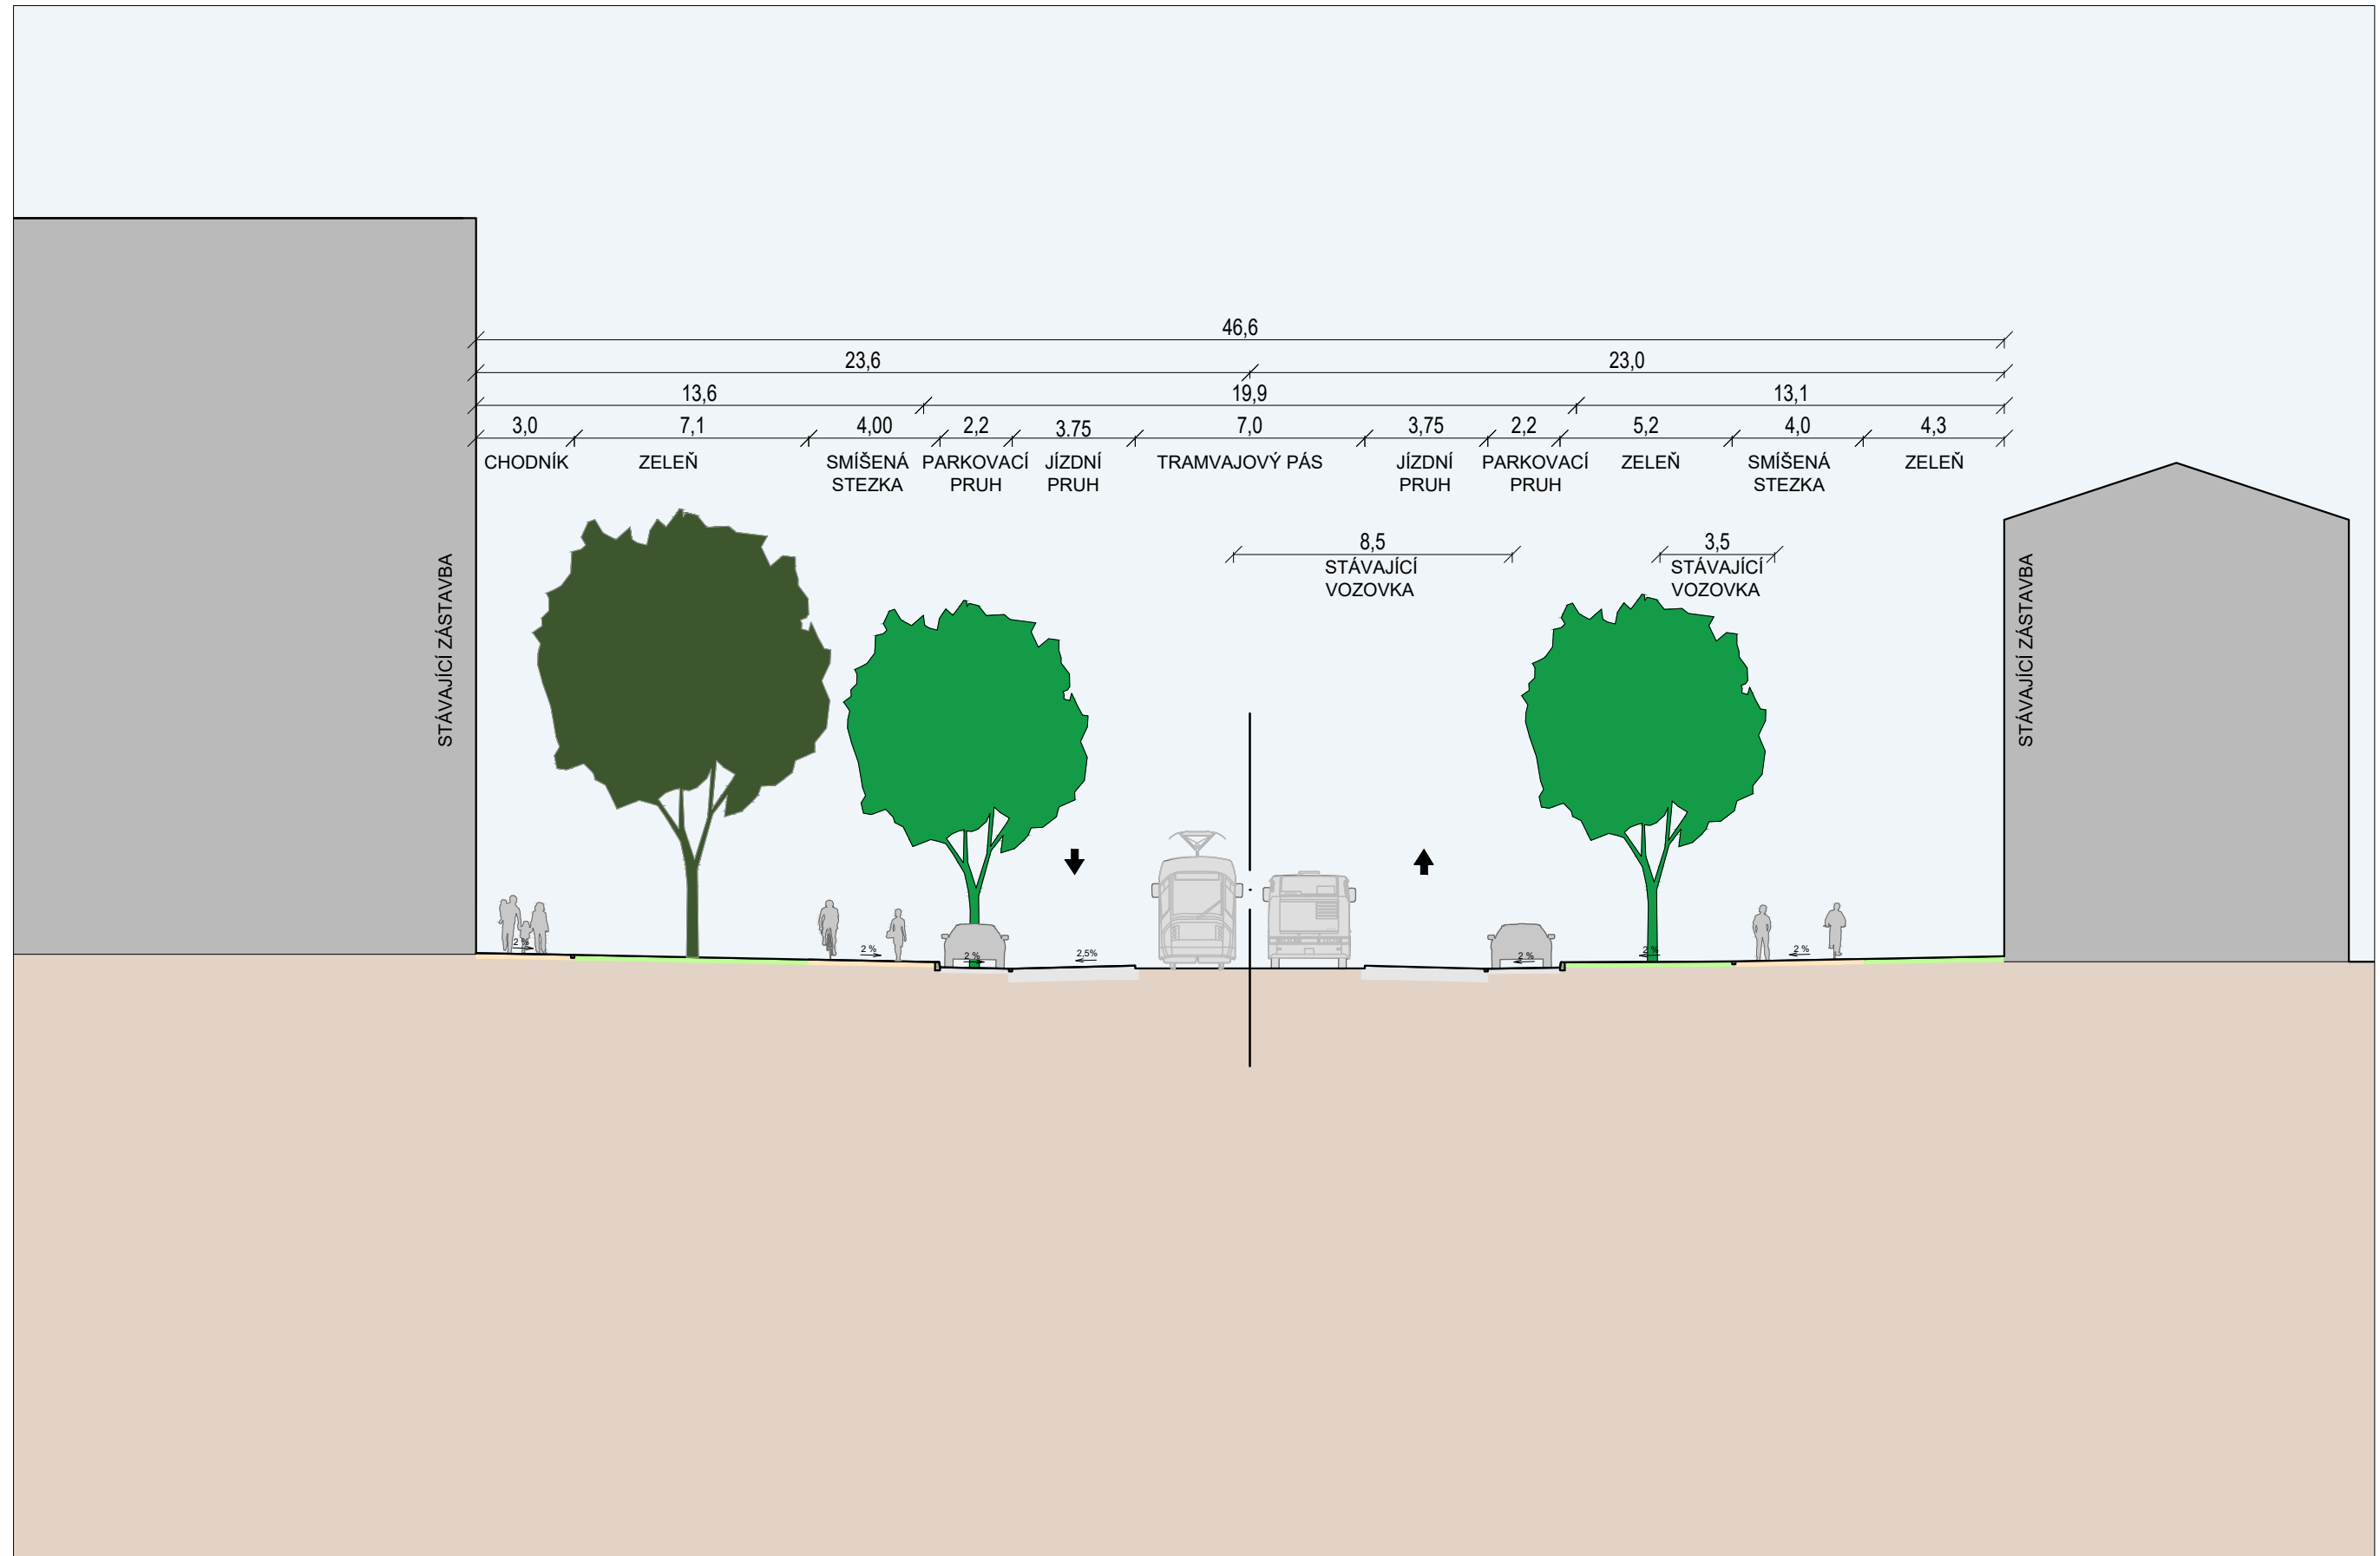 46,6
23,6 23,0
13,6 19,9 13,1
3,0 7,1 4,00 2,2 3.75 7,0 3,75 2,2 5,2 4,0 4,3
CHODNÍK ZELEŇ SMÍŠENÁ PARKOVACÍ JÍZDNÍ TRAMVAJOVÝ PÁS JÍZDNÍ PARKOVACÍ ZELEŇ SMÍŠENÁ ZELEŇ
STEZKA PRUH PRUH PRUH PRUH STEZKA
8,5 3,5
STÁVAJÍCÍ STÁVAJÍCÍ
VOZOVKA VOZOVKA
STÁVAJÍCÍ ZÁSTAVBA
STÁVAJÍCÍ ZÁSTAVBA
2 % 2 % 2 % 2,5% 2 % 2 % 2 %